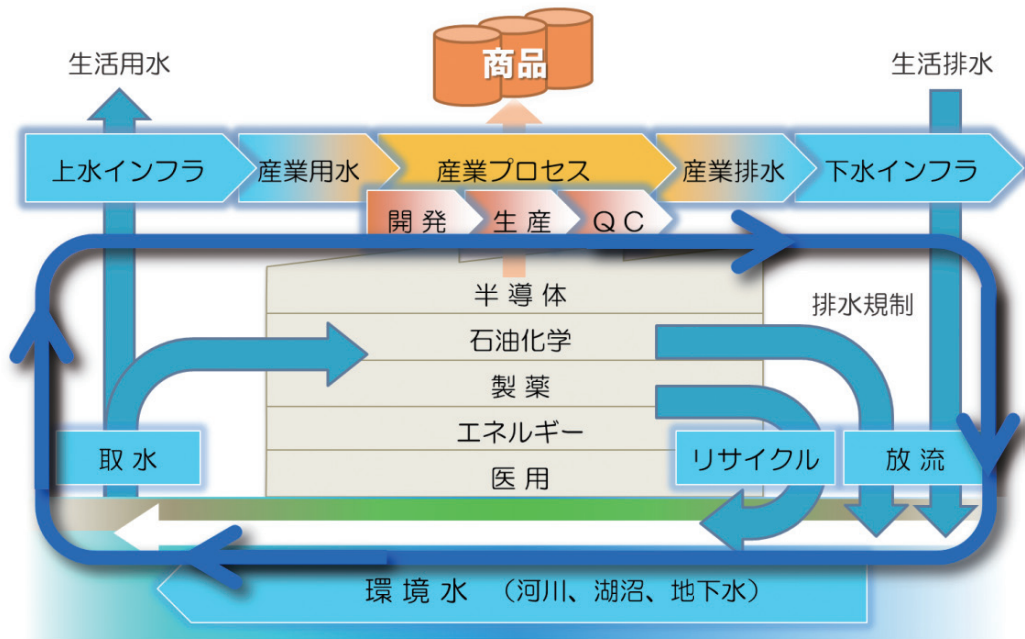 商品
生活用水
生活排水
上水インフラ
産業用水
産業プロセス
産業排水
下水インフラ
開発
生産
QC
半導体
石油化学
製薬
エネルギー
医用
排水規制
取水
リサイクル
放流
環境水 (河川、湖沼、地下水)